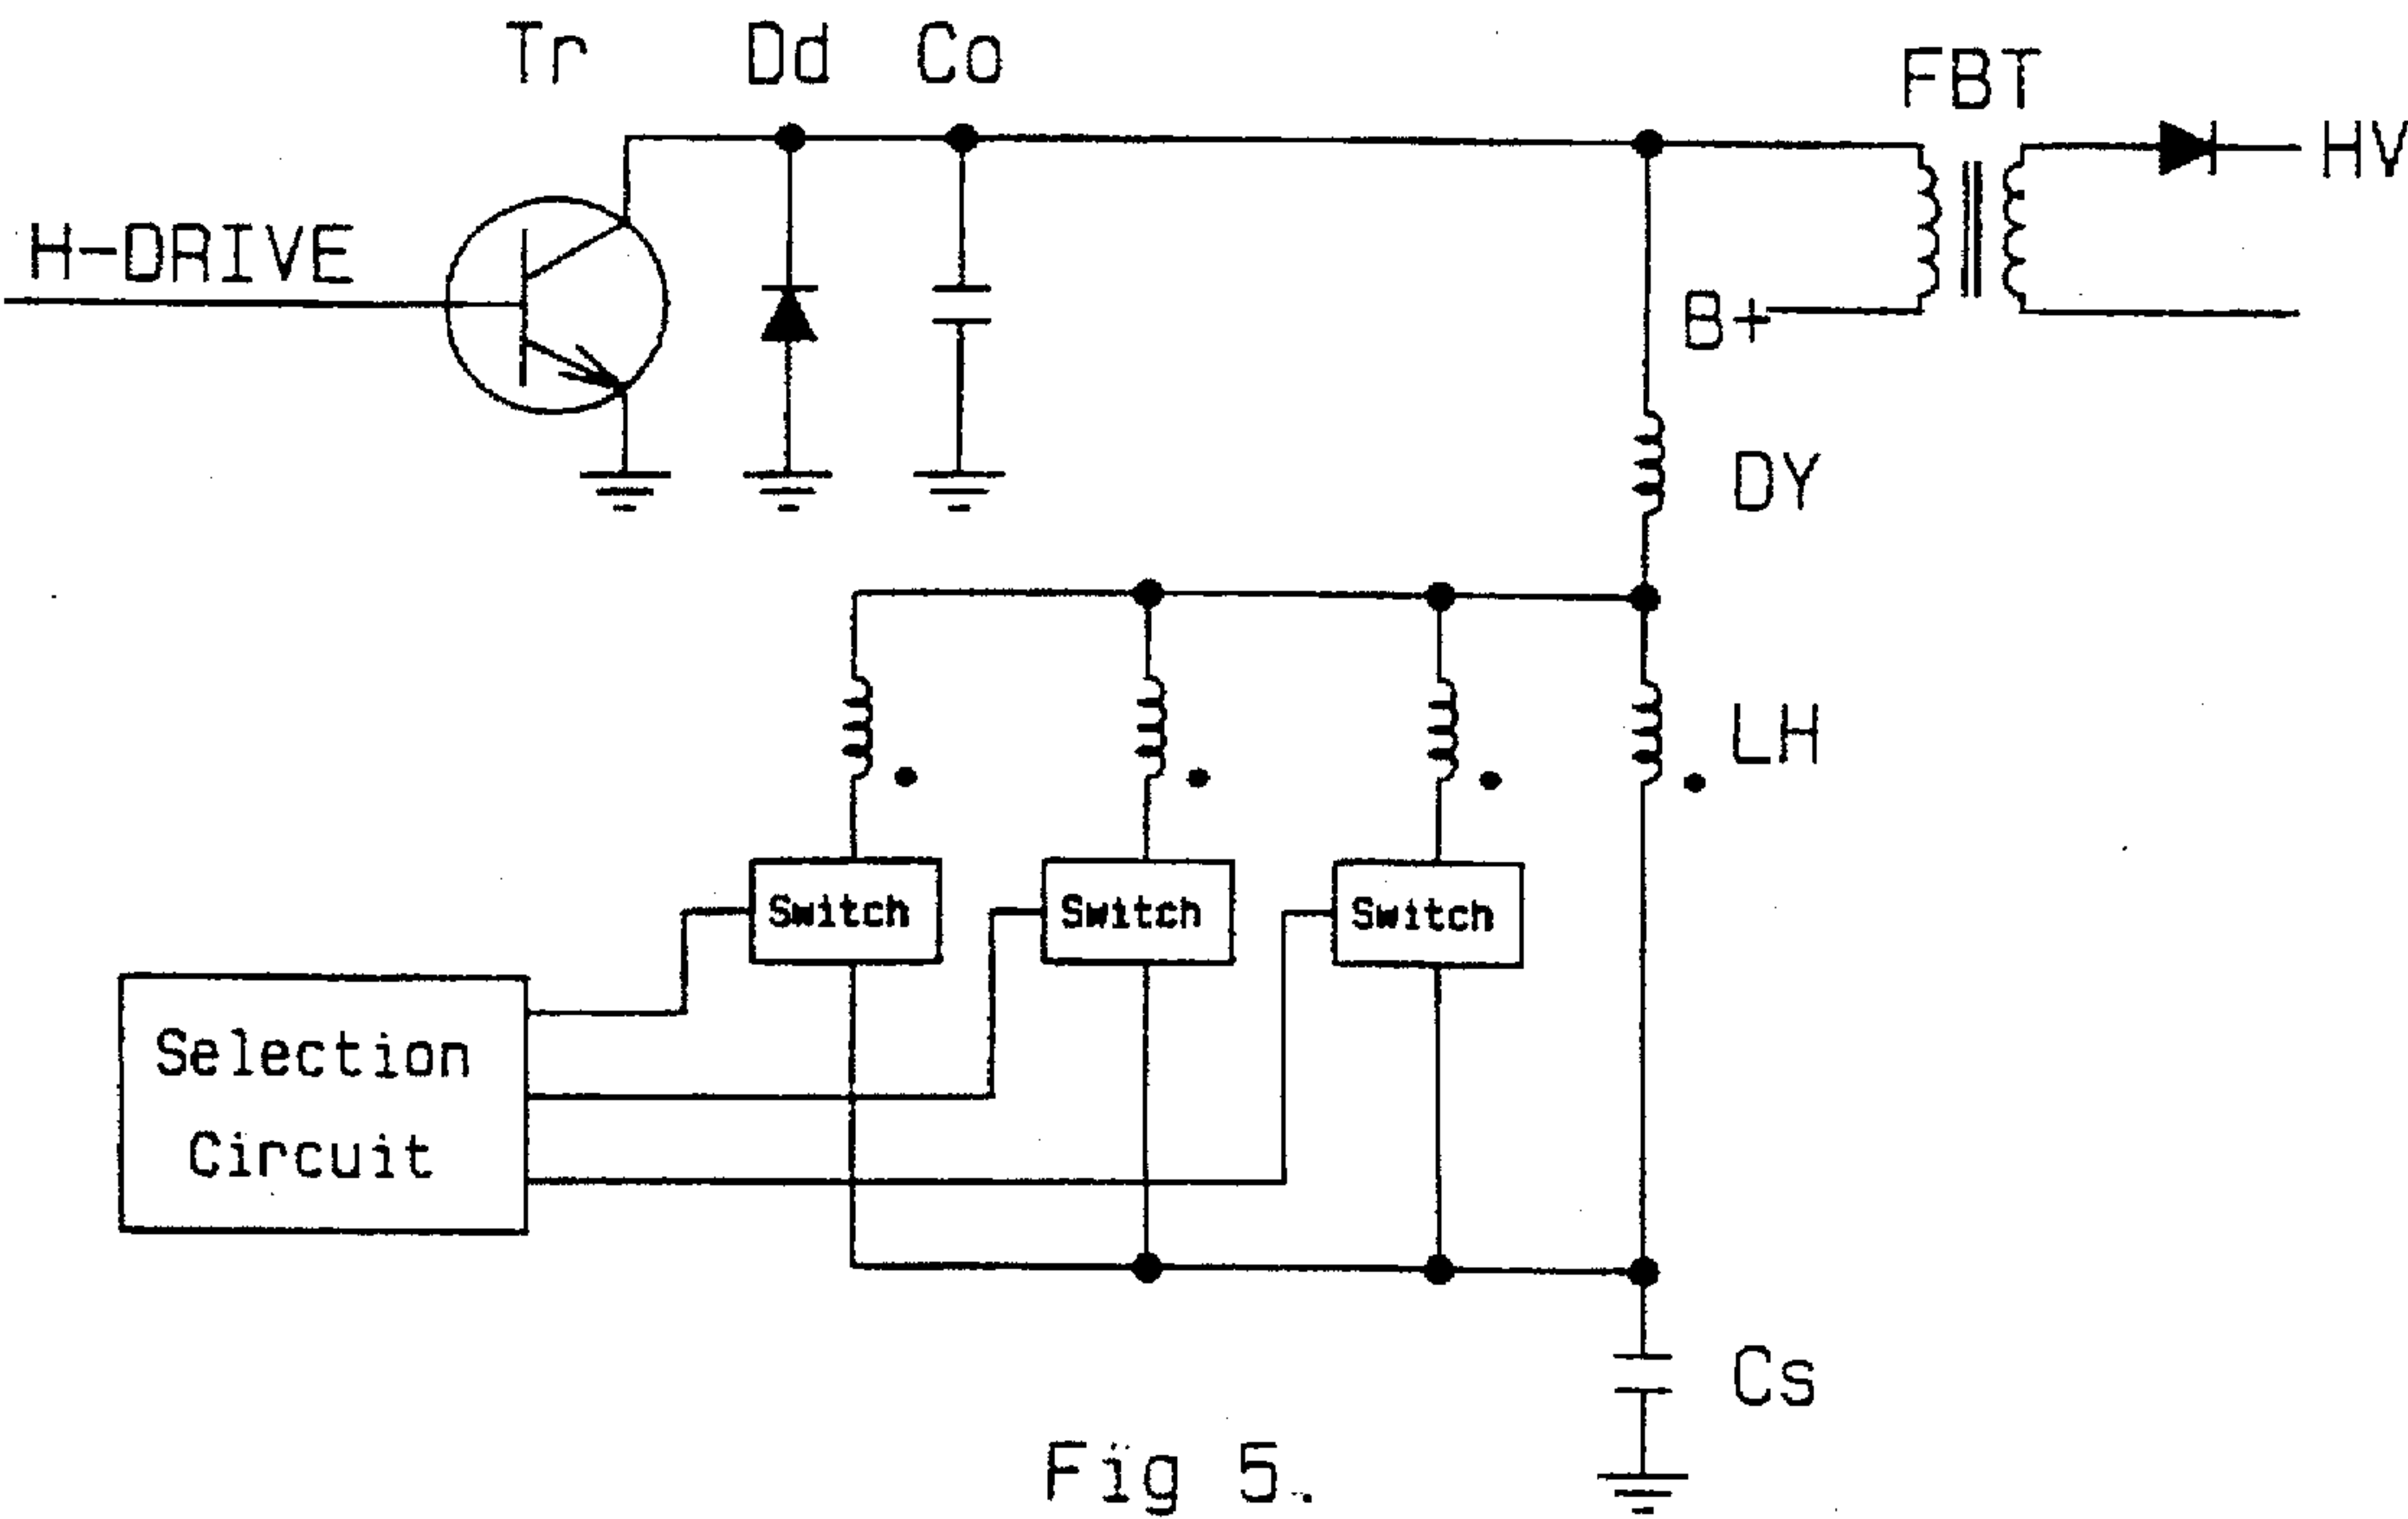 Tr Dd Co
FBT
HV
H-DRIVE
B+
DY
LH
Switch Switch Switch
Selection
Circuit
Cs
Fig 5.